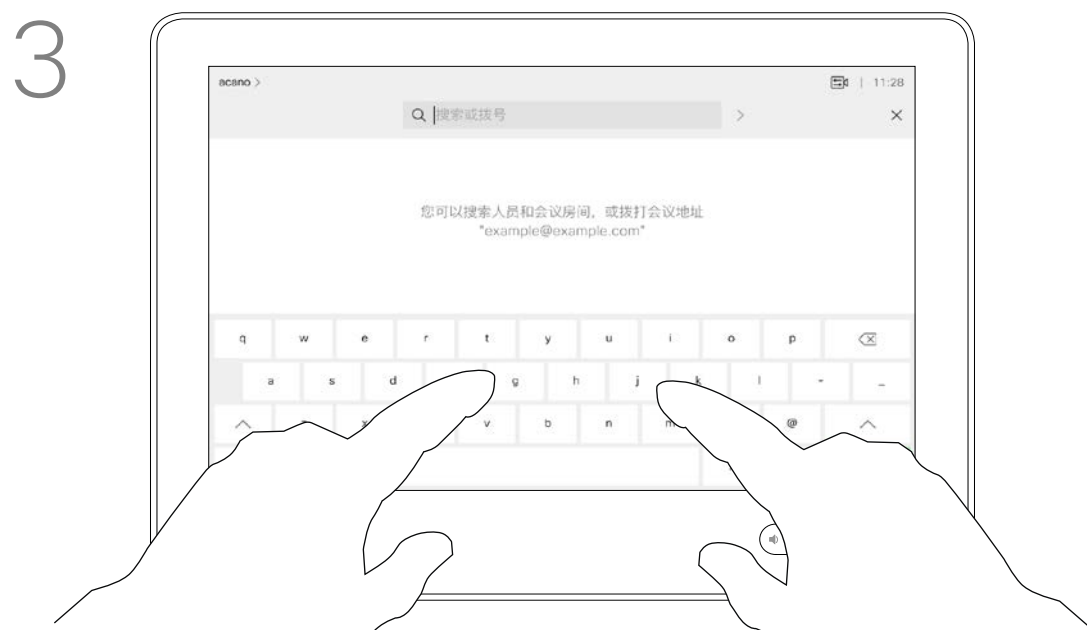 3
acano >
11:28
搜索或拨号 >
您可以搜索人员和会议房间，或拨打会议地址
"example@example.com"
q w e r t y u i o p
a s d g h j k l - _
v b n m @